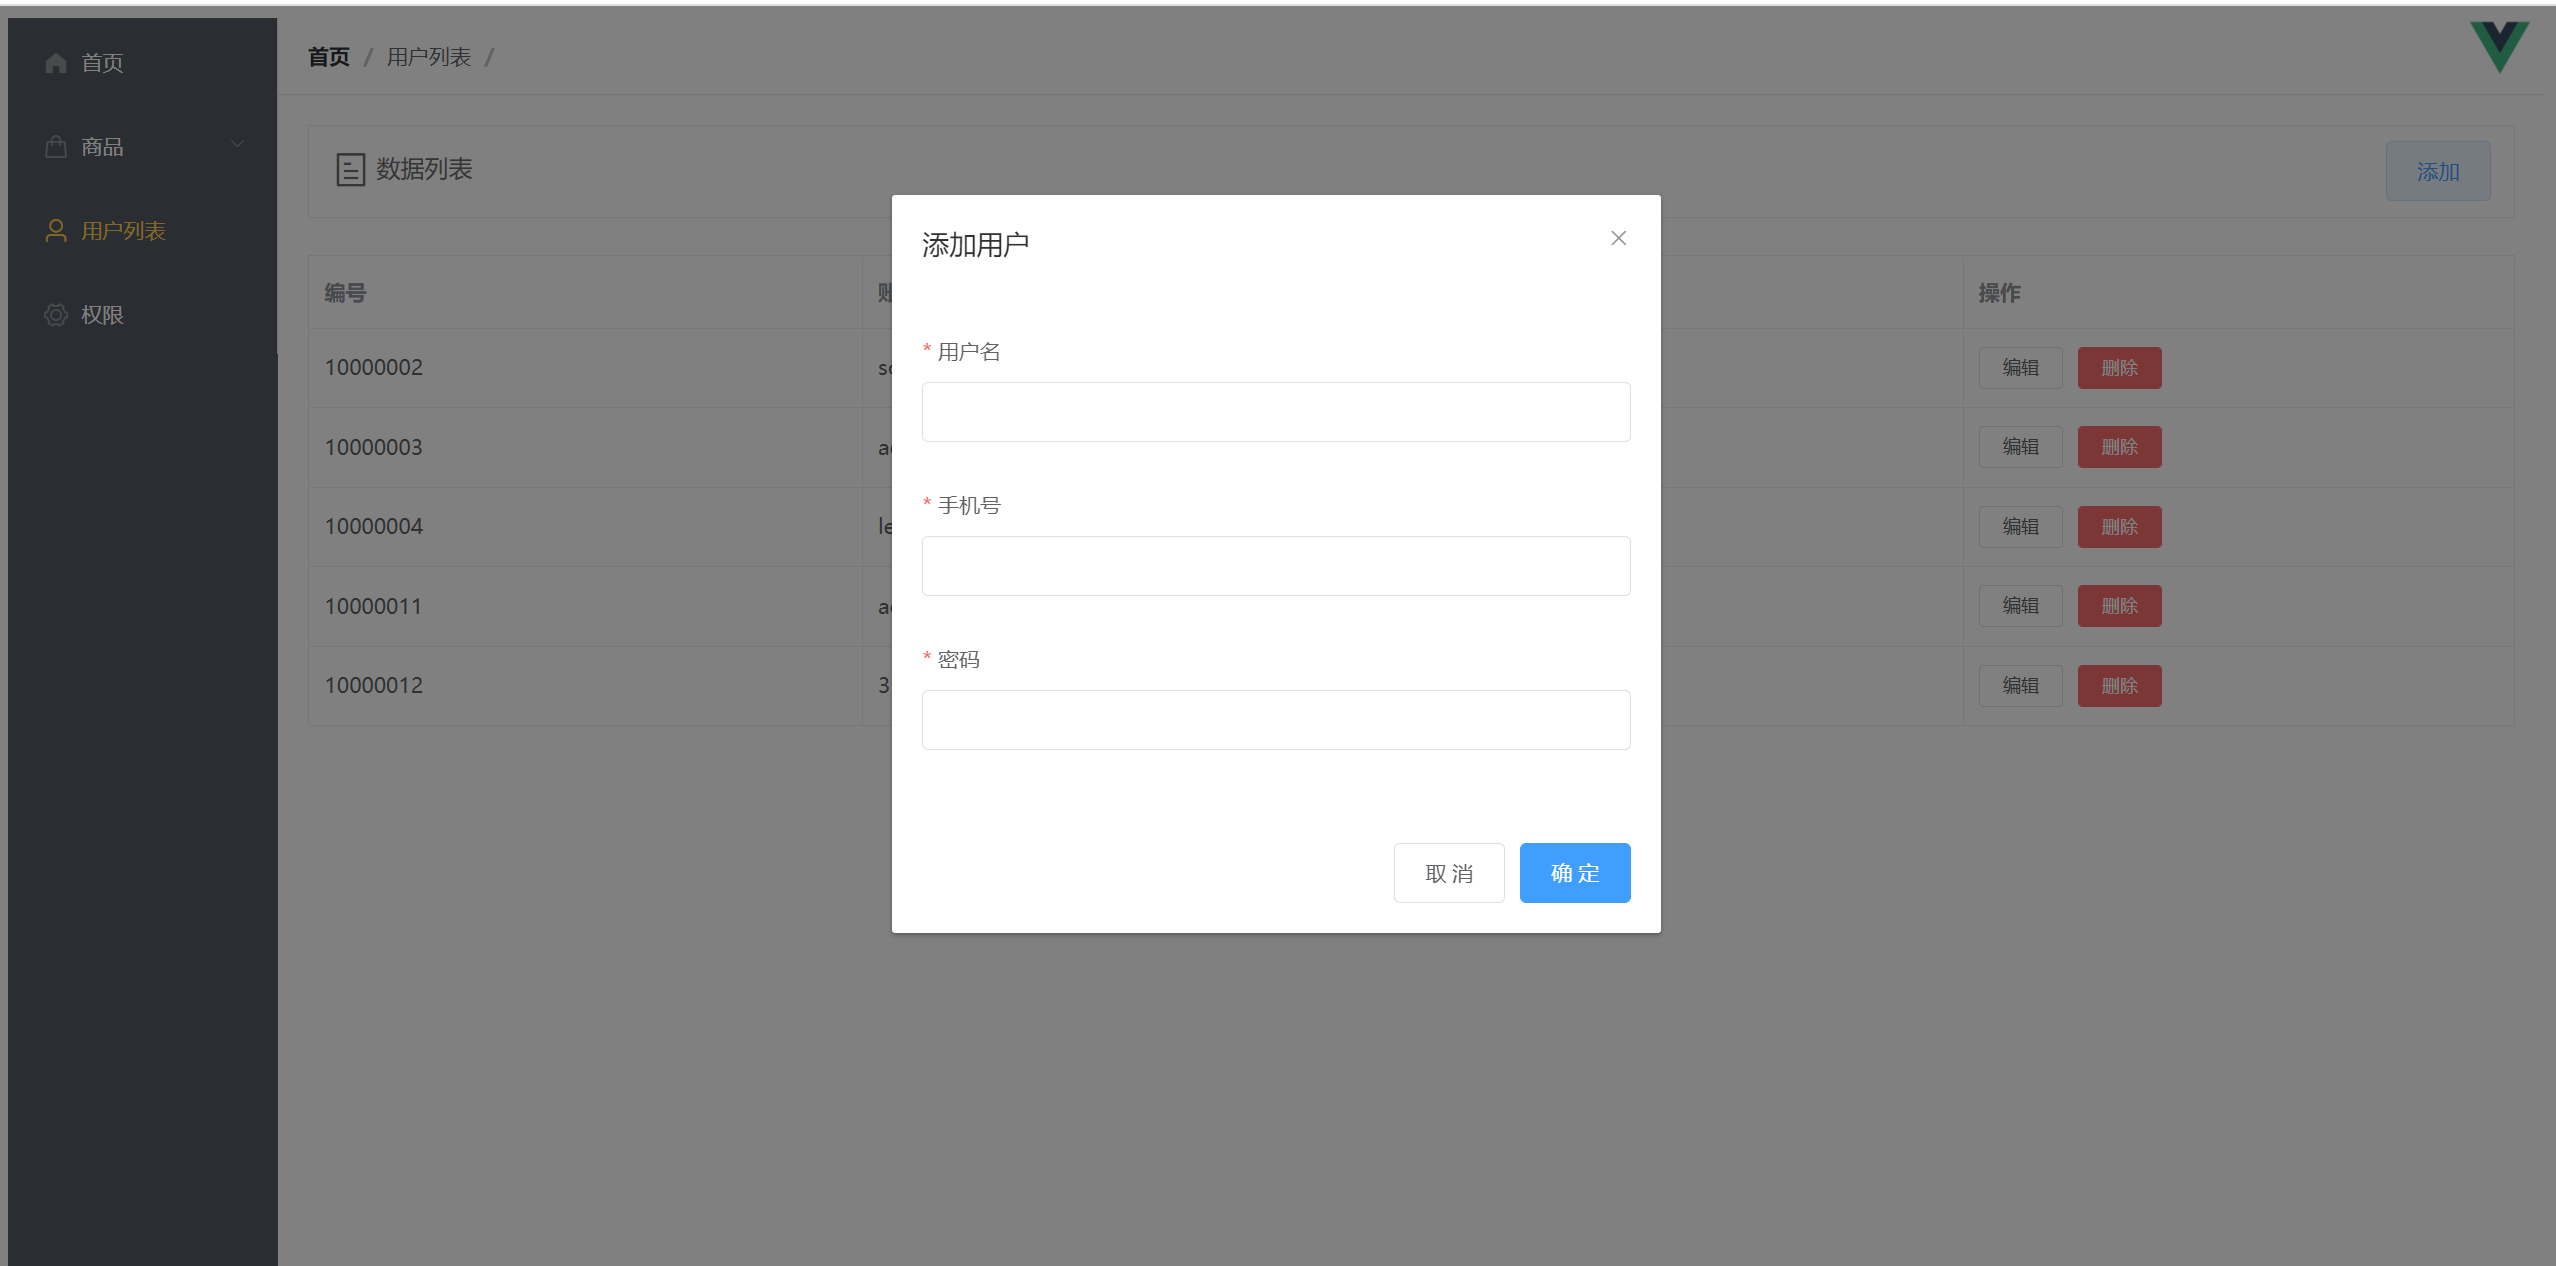 首页
商品
用户列表
权限
首页 / 用户列表 /
数据列表
添加
编号 操作
10000002 编辑 删除
10000003 编辑 删除
10000004 编辑 删除
10000011 编辑 删除
10000012 编辑 删除
添加用户
* 用户名
* 手机号
* 密码
取 消 确 定